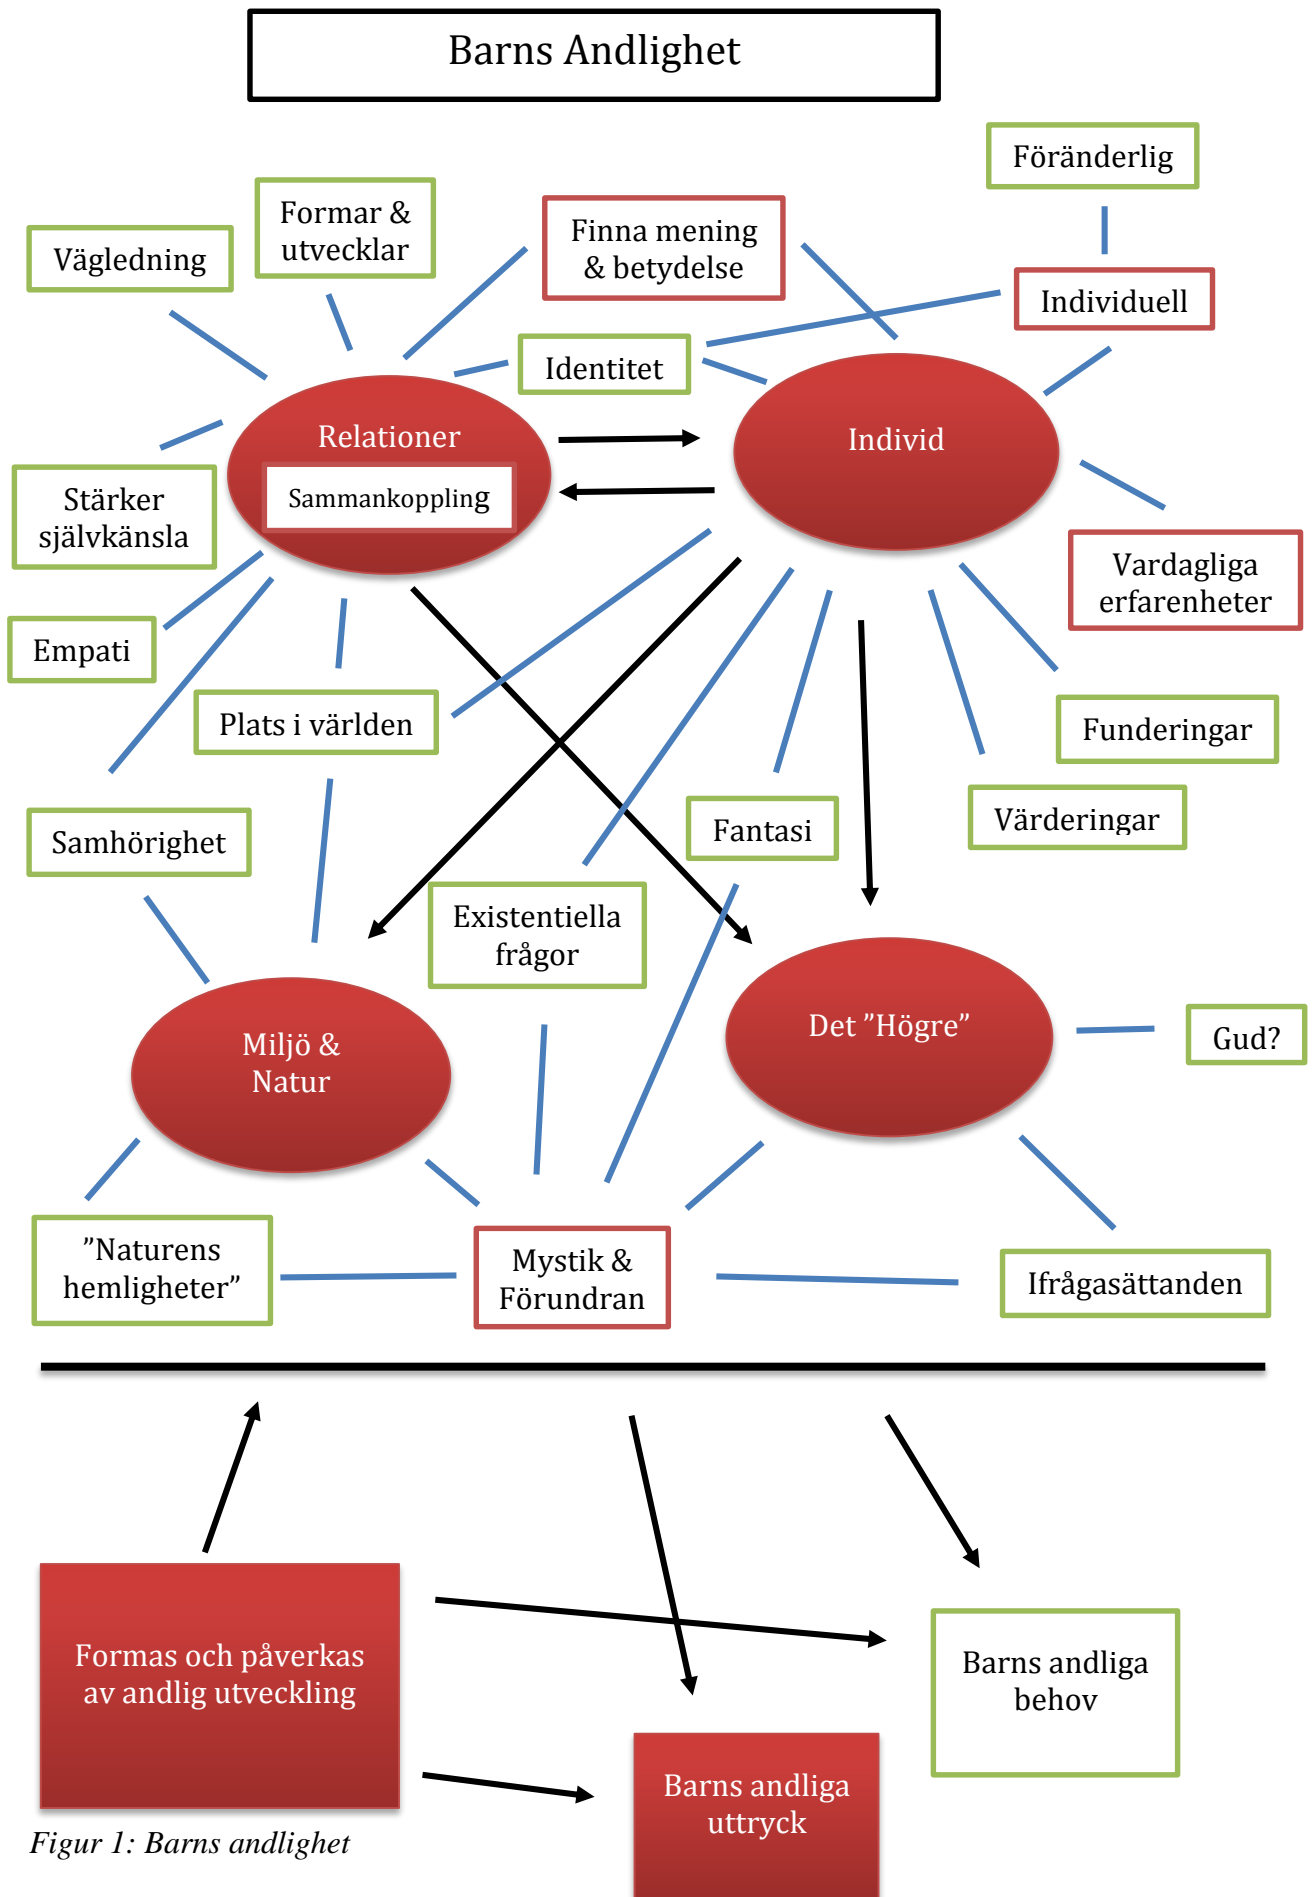 Barns Andlighet
Föränderlig
Formar &
utvecklar
Finna mening
& betydelse
Vägledning
Individuell
Identitet
Relationer
Sammankoppling
Individ
Stärker
självkänsla
Vardagliga
erfarenheter
Empati
Plats i världen
Funderingar
Samhörighet
Fantasi
Värderingar
Existentiella
frågor
Miljö &
Natur
Det ”Högre”
Gud?
”Naturens
hemligheter”
Mystik &
Förundran
Ifrågasättanden
Formas och påverkas
av andlig utveckling
Barns andliga
behov
Barns andliga
uttryck
Figur 1: Barns andlighet